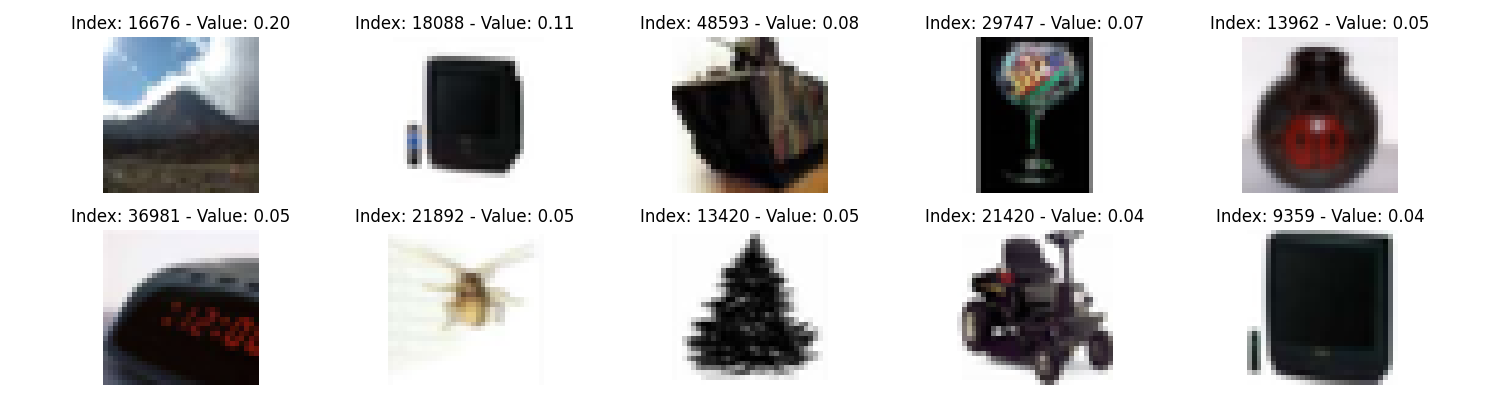 Index: 16676 - Value: 0.20
Index: 18088 - Value: 0.11
Index: 48593 - Value: 0.08
Index: 29747 - Value: 0.07
Index: 13962 - Value: 0.05
Index: 36981 - Value: 0.05
Index: 21892 - Value: 0.05
Index: 13420 - Value: 0.05
Index: 21420 - Value: 0.04
Index: 9359 - Value: 0.04